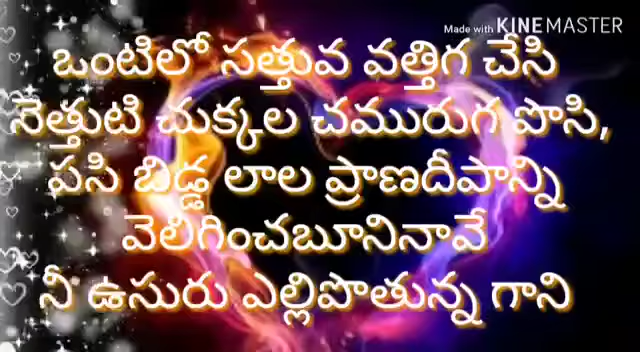 Made with KINEMASTER
ఒంటిలో సత్తువ వత్తిగ చేసి
నెత్తుటి చుక్కల చమురుగ పొసి,
పసి బిడ్డ లాల ప్రాణదీపాన్ని
వెలిగించబూనినావే
నీ ఉసురు ఎల్లిపొతున్న గాని